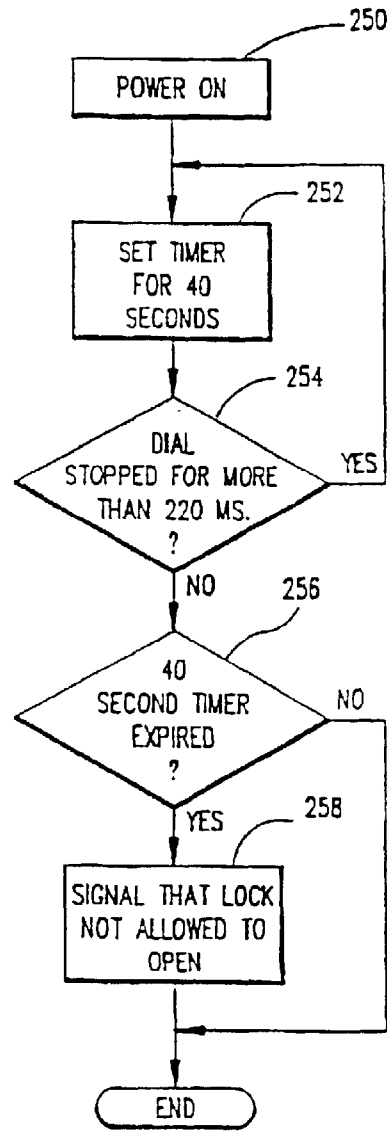 250
POWER ON
252
SET TIMER
FOR 40
SECONDS
254
DIAL
STOPPED FOR MORE
THAN 220 MS.
?
YES
NO
256
40
SECOND TIMER
EXPIRED
?
NO
YES
258
SIGNAL THAT LOCK
NOT ALLOWED TO
OPEN
END